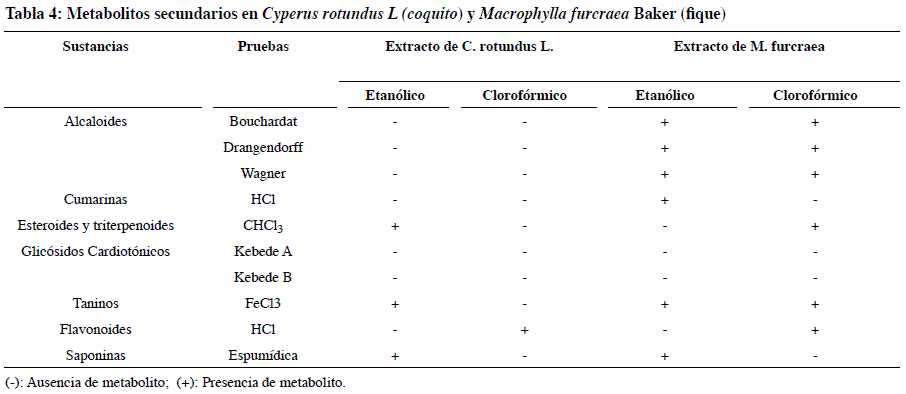 Tabla 4: Metabolitos secundarios en Cyperus rotundus L (coquito) y Macrophylla furcraea Baker (fique)
Sustancias Pruebas Extracto de C. rotundus L. Extracto de M. furcraea
Etanólico Clorofórmico Etanólico Clorofórmico
Alcaloides Bouchardat - - + +
Drangendorff - - + +
Wagner - - + +
Cumarinas HCl - - + -
Esteroides y triterpenoides CHCl3 + - - +
Glicósidos Cardiotónicos Kebede A - - - -
Kebede B - - - -
Taninos FeCl3 + - + +
Flavonoides HCl - + - +
Saponinas Espumídica + - + -
(-): Ausencia de metabolito; (+): Presencia de metabolito.